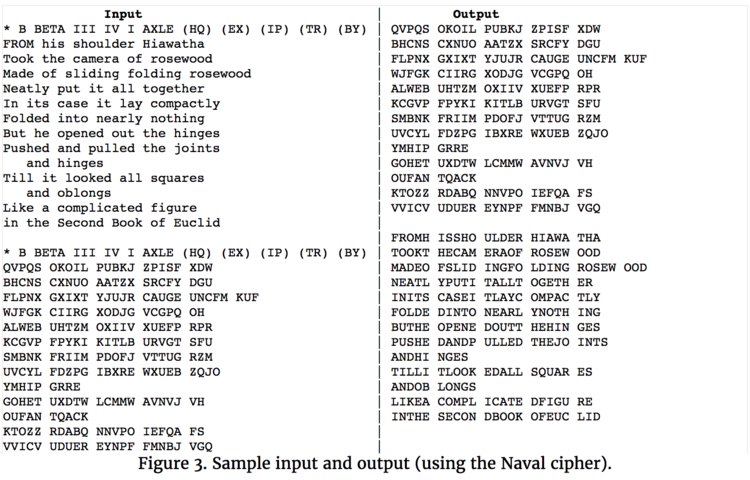 Input
* B BETA III IV I AXLE (HQ) (EX) (IP) (TR) (BY)
FROM his shoulder Hiawatha
Took the camera of rosewood
Made of sliding folding rosewood
Neatly put it all together
In its case it lay compactly
Folded into nearly nothing
But he opened out the hinges
Pushed and pulled the joints
and hinges
Till it looked all squares
and oblongs
Like a complicated figure
in the Second Book of Euclid
* B BETA III IV I AXLE (HQ) (EX) (IP) (TR) (BY)
QVPQS OKOIL PUBKJ ZPISF XDW
BHCNS CXNUO AATZX SRCFY DGU
FLPNX GXIXT YJUJR CAUGE UNCFM KUF
WJFGK CIIRG XODJG VCGPQ OH
ALWEB UHTZM OXIIV XUEFP RPR
KCGVP FPYKI KITLB URVGT SFU
SMBNK FRIIM PDOFJ VTTUG RZM
UVCYL FDZPG IBXRE WXUEB ZQJO
YMHIP GRRE
GOHET UXDTW LCMMW AVNVJ VH
OUFAN TQACK
KTOZZ RDABQ NNVPO IEFQA FS
VVICV UDUER EYNPF FMNBJ VGQ
Output
QVPQS OKOIL PUBKJ ZPISF XDW
BHCNS CXNUO AATZX SRCFY DGU
FLPNX GXIXT YJUJR CAUGE UNCFM KUF
WJFGK CIIRG XODJG VCGPQ OH
ALWEB UHTZM OXIIV XUEFP RPR
KCGVP FPYKI KITLB URVGT SFU
SMBNK FRIIM PDOFJ VTTUG RZM
UVCYL FDZPG IBXRE WXUEB ZQJO
YMHIP GRRE
GOHET UXDTW LCMMW AVNVJ VH
OUFAN TQACK
KTOZZ RDABQ NNVPO IEFQA FS
VVICV UDUER EYNPF FMNBJ VGQ
FROMH ISSHO ULDER HIAWA THA
TOOKT HECAM ERAOF ROSEW OOD
MADEO FSLID INGFO LDING ROSEW OOD
NEATL YPUTI TALLT OGETH ER
INITS CASEI TLAYC OMPAC TLY
FOLDE DINTO NEARL YNOTH ING
BUTHE OPENE DOUTT HEHIN GES
PUSHE DANDP ULLED THEJO INTS
ANDHI NGES
TILLI TLOOK EDALL SQUAR ES
ANDOB LONGS
LIKEA COMPL ICATE DFIGU RE
INTHE SECON DBOOK OFEUC LID
Figure 3. Sample input and output (using the Naval cipher).